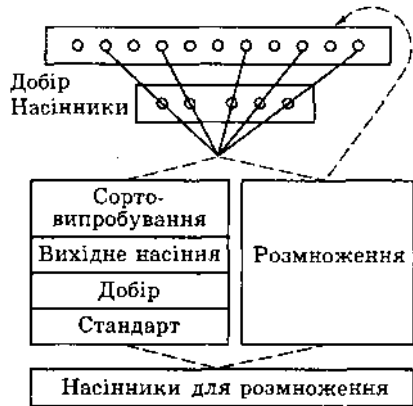 Добір
Насінники
Сорто-
випробування
Вихідне насіння
Розмноження
Добір
Стандарт
Насінники для розмноження